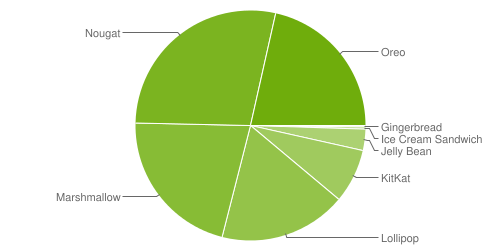 Nougat
Oreo
Gingerbread
Ice Cream Sandwich
Jelly Bean
KitKat
Marshmallow
Lollipop